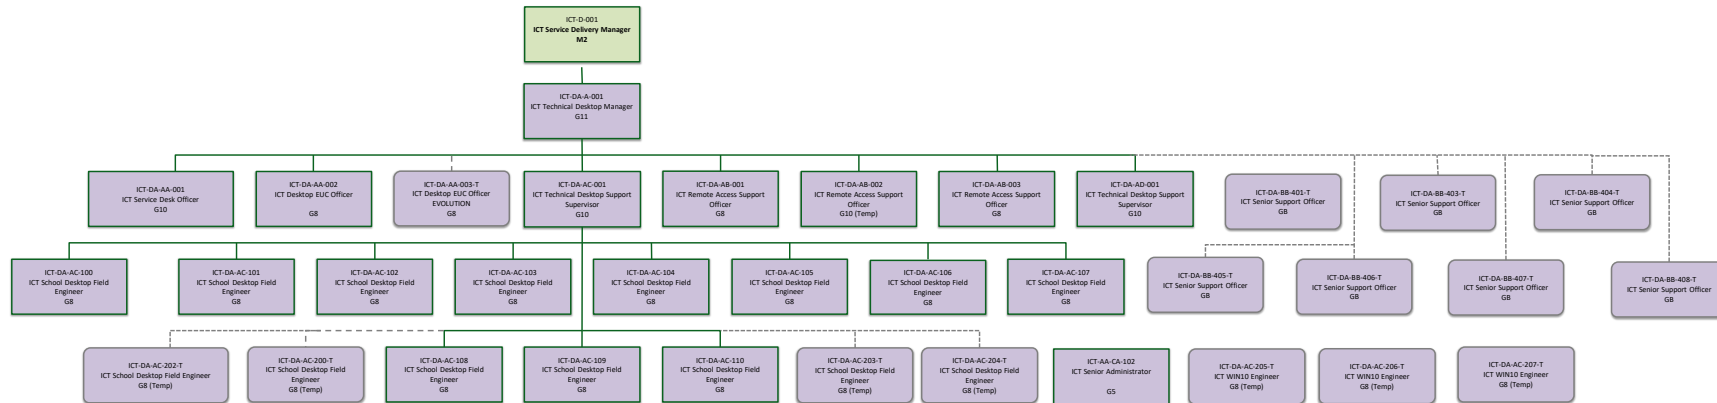 ICT-D-001
ICT Service Delivery Manager
M2
ICT-DA-A-001
ICT Technical Desktop Manager
G11
ICT-DA-AA-001
ICT Service Desk Officer
G10
ICT-DA-AA-002
ICT Desktop EUC Officer
G8
ICT-DA-AA-003-T
ICT Desktop EUC Officer
EVOLUTION
G8
ICT-DA-AC-001
ICT Technical Desktop Support
Supervisor
G10
ICT-DA-AB-001
ICT Remote Access Support
Officer
G8
ICT-DA-AB-002
ICT Remote Access Support
Officer
G10 (Temp)
ICT-DA-AB-003
ICT Remote Access Support
Officer
G8
ICT-DA-AD-001
ICT Technical Desktop Support
Supervisor
G10
ICT-DA-BB-401-T
ICT Senior Support Officer
GB
ICT-DA-BB-403-T
ICT Senior Support Officer
GB
ICT-DA-BB-404-T
ICT Senior Support Officer
GB
ICT-DA-AC-100
ICT School Desktop Field
Engineer
G8
ICT-DA-AC-101
ICT School Desktop Field
Engineer
G8
ICT-DA-AC-102
ICT School Desktop Field
Engineer
G8
ICT-DA-AC-103
ICT School Desktop Field
Engineer
G8
ICT-DA-AC-104
ICT School Desktop Field
Engineer
G8
ICT-DA-AC-105
ICT School Desktop Field
Engineer
G8
ICT-DA-AC-106
ICT School Desktop Field
Engineer
G8
ICT-DA-AC-107
ICT School Desktop Field
Engineer
G8
ICT-DA-BB-405-T
ICT Senior Support Officer
GB
ICT-DA-BB-406-T
ICT Senior Support Officer
GB
ICT-DA-BB-407-T
ICT Senior Support Officer
GB
ICT-DA-BB-408-T
ICT Senior Support Officer
GB
ICT-DA-AC-202-T
ICT School Desktop Field Engineer
G8 (Temp)
ICT-DA-AC-200-T
ICT School Desktop Field
Engineer
G8 (Temp)
ICT-DA-AC-108
ICT School Desktop Field
Engineer
G8
ICT-DA-AC-109
ICT School Desktop Field
Engineer
G8
ICT-DA-AC-110
ICT School Desktop Field
Engineer
G8
ICT-DA-AC-203-T
ICT School Desktop Field
Engineer
G8 (Temp)
ICT-DA-AC-204-T
ICT School Desktop Field
Engineer
G8 (Temp)
ICT-AA-CA-102
ICT Senior Administrator
G5
ICT-DA-AC-205-T
ICT WIN10 Engineer
G8 (Temp)
ICT-DA-AC-206-T
ICT WIN10 Engineer
G8 (Temp)
ICT-DA-AC-207-T
ICT WIN10 Engineer
G8 (Temp)